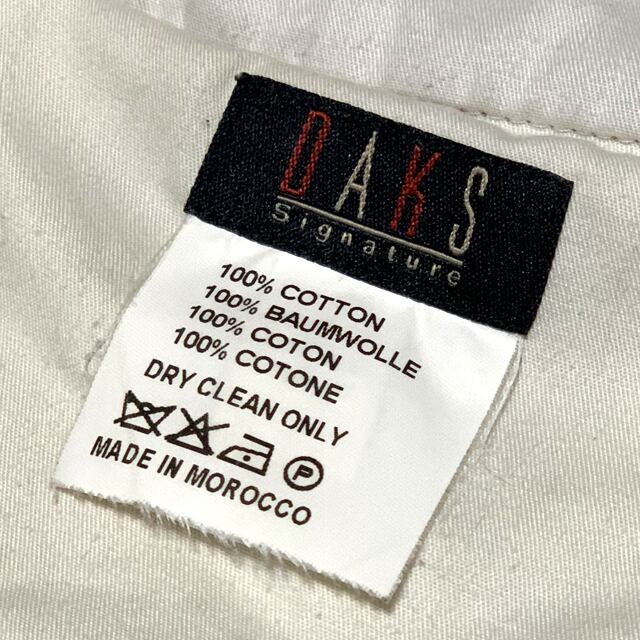 DAKS
Signature
100% COTTON
100% BAUMWOLLE
100% COTON
100% COTONE
DRY CLEAN ONLY
P
MADE IN MOROCCO